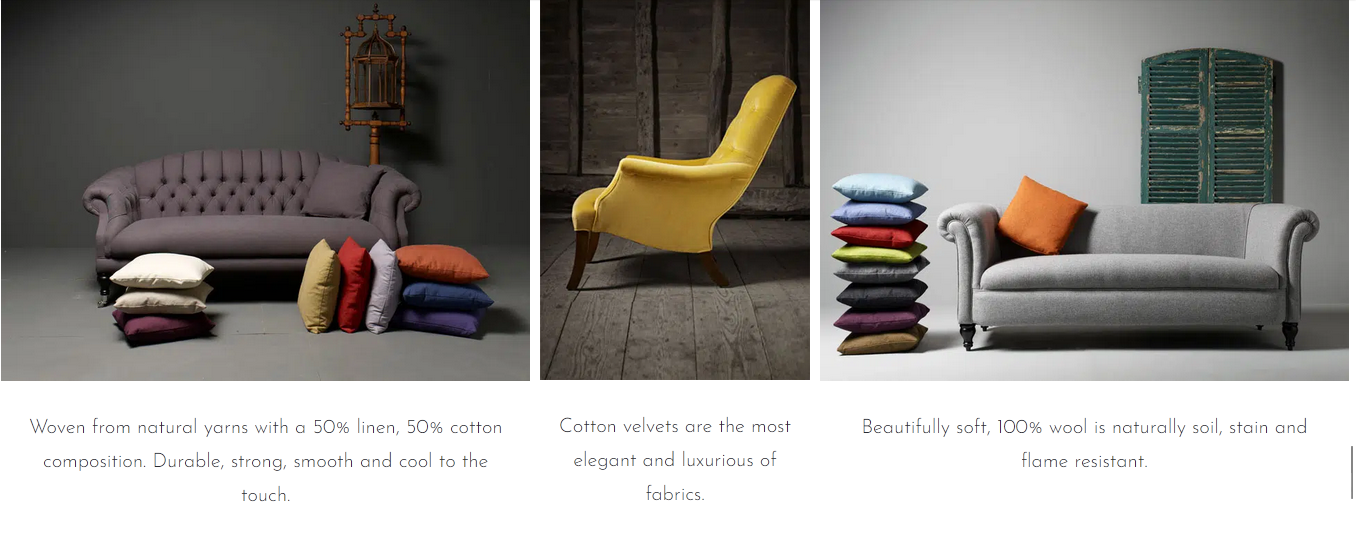 Woven from natural yarns with a 50% linen, 50% cotton
composition. Durable, strong, smooth and cool to the
touch.
Cotton velvets are the most
elegant and luxurious of
fabrics.
Beautifully soft, 100% wool is naturally soil, stain and
flame resistant.